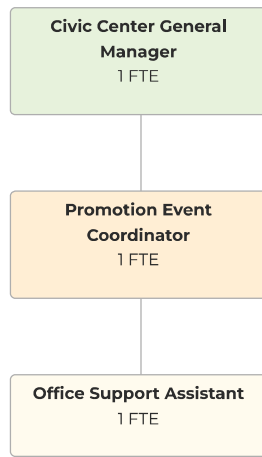 Civic Center General
Manager
1 FTE
Promotion Event
Coordinator
1 FTE
Office Support Assistant
1 FTE